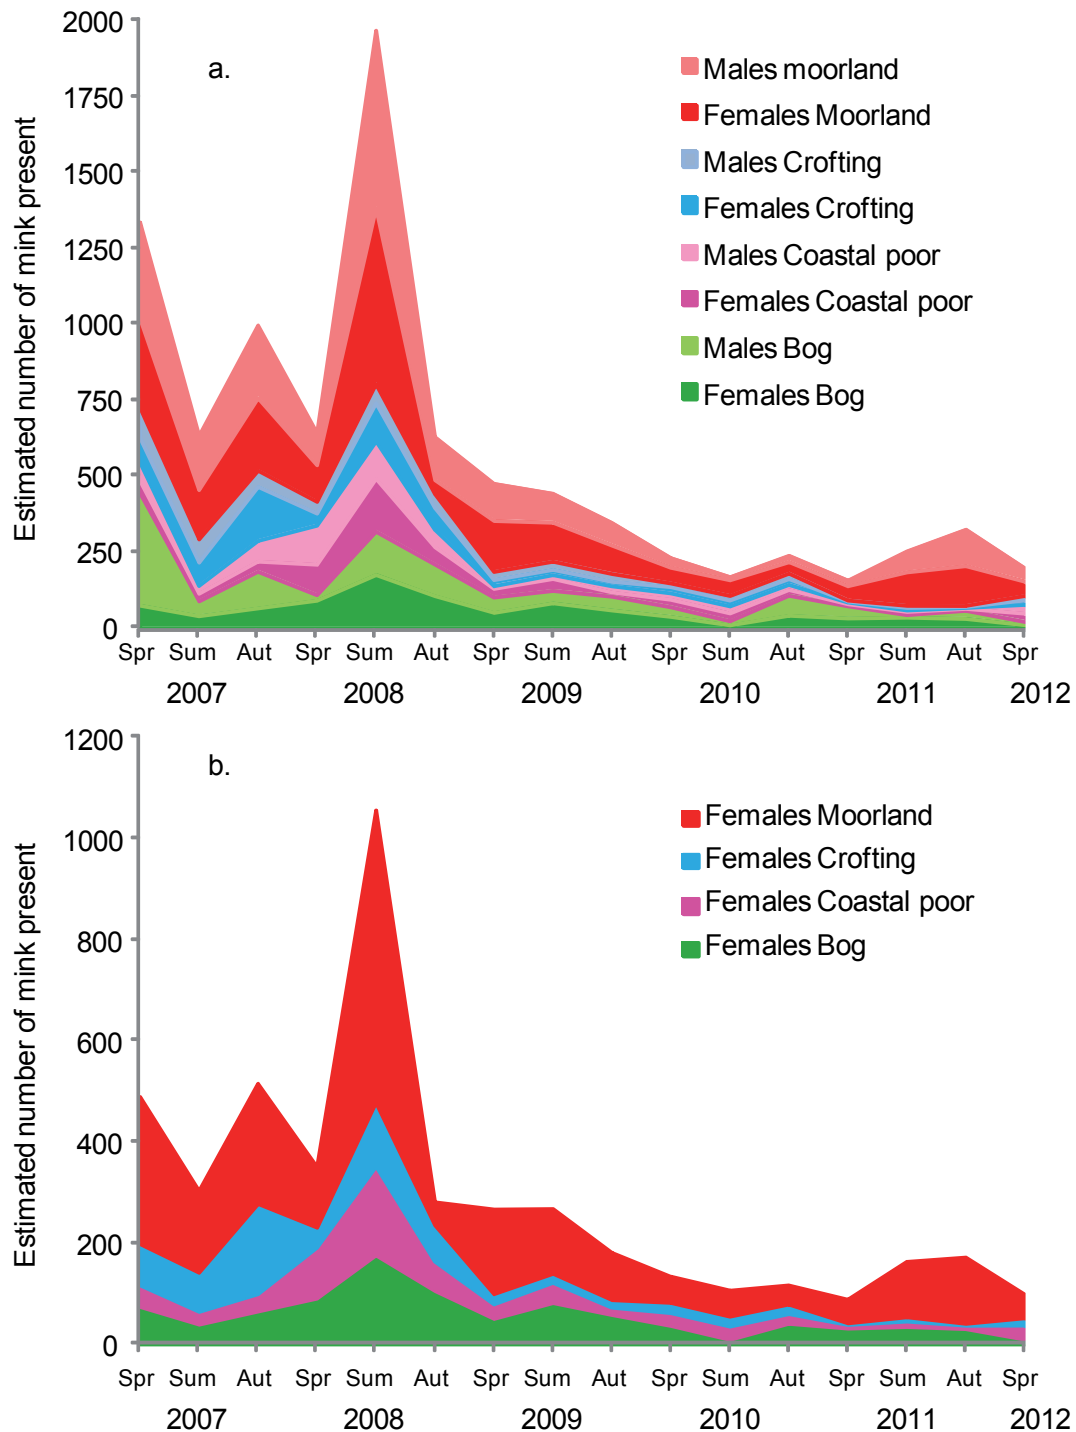 2000
1750
1500
1250
1000
750
500
250
0
Estimated number of mink present
a.
Males moorland
Females Moorland
Males Crofting
Females Crofting
Males Coastal poor
Females Coastal poor
Males Bog
Females Bog
Spr Sum Aut Spr Sum Aut Spr Sum Aut Spr Sum Aut Spr Sum Aut Spr
2007 2008 2009 2010 2011 2012
1200
1000
800
600
400
200
0
Estimated number of mink present
b.
Females Moorland
Females Crofting
Females Coastal poor
Females Bog
Spr Sum Aut Spr Sum Aut Spr Sum Aut Spr Sum Aut Spr Sum Aut Spr
2007 2008 2009 2010 2011 2012